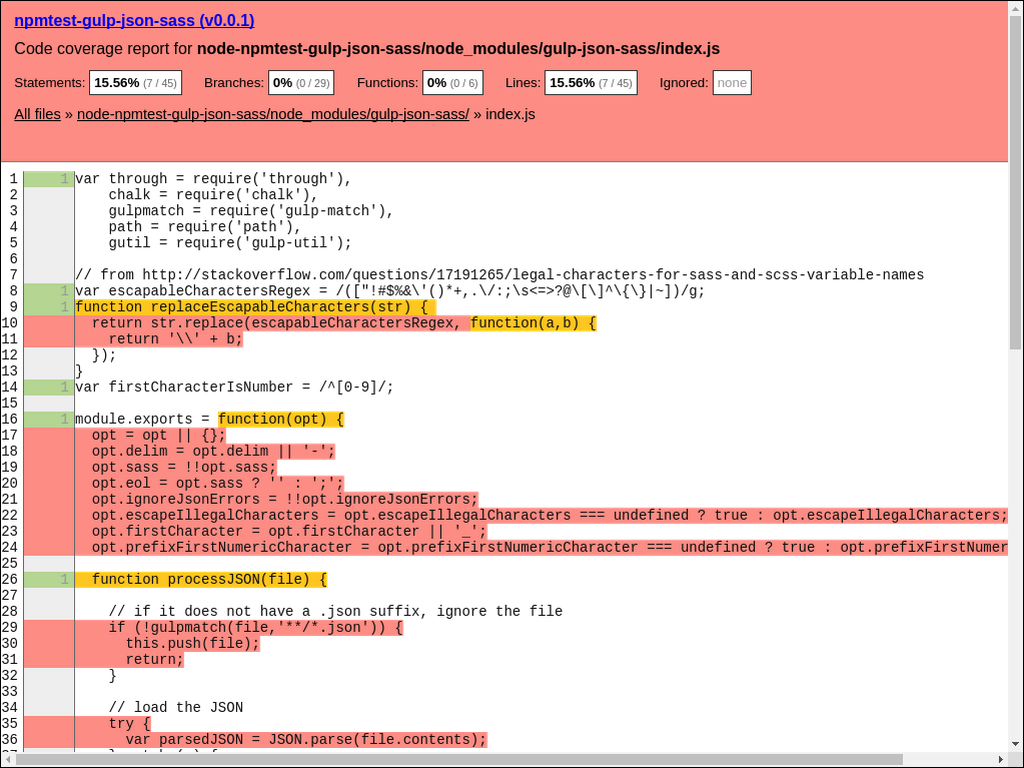 npmtest-gulp-json-sass (v0.0.1)
Code coverage report for node-npmtest-gulp-json-sass/node_modules/gulp-json-sass/index.js
Statements: 15.56% (7 / 45) Branches: 0% (0 / 29) Functions: 0% (0 / 6) Lines: 15.56% (7 / 45) Ignored: none
All files » node-npmtest-gulp-json-sass/node_modules/gulp-json-sass/ » index.js
1 1 var through = require('through'),
2 chalk = require('chalk'),
3 gulpmatch = require('gulp-match'),
4 path = require('path'),
5 gutil = require('gulp-util');
6
7 // from http://stackoverflow.com/questions/17191265/legal-characters-for-sass-and-scss-variable-names
8 1 var escapableCharactersRegex = /(["!#$%&\'()*+,.\/:;\s<=>?@\[\]^\{\}|~])/g;
9 1 function replaceEscapableCharacters(str) {
10 return str.replace(escapableCharactersRegex, function(a,b) {
11 return '\\' + b;
12 });
13 }
14 1 var firstCharacterIsNumber = /^[0-9]/;
15
16 1 module.exports = function(opt) {
17 opt = opt || {};
18 opt.delim = opt.delim || '-';
19 opt.sass = !!opt.sass;
20 opt.eol = opt.sass ? '' : ';';
21 opt.ignoreJsonErrors = !!opt.ignoreJsonErrors;
22 opt.escapeIllegalCharacters = opt.escapeIllegalCharacters === undefined ? true : opt.escapeIllegalCharacters;
23 opt.firstCharacter = opt.firstCharacter || '_';
24 opt.prefixFirstNumericCharacter = opt.prefixFirstNumericCharacter === undefined ? true : opt.prefixFirstNumer
25
26 1 function processJSON(file) {
27
28 // if it does not have a .json suffix, ignore the file
29 if (!gulpmatch(file,'**/*.json')) {
30 this.push(file);
31 return;
32 }
33
34 // load the JSON
35 try {
36 var parsedJSON = JSON.parse(file.contents);